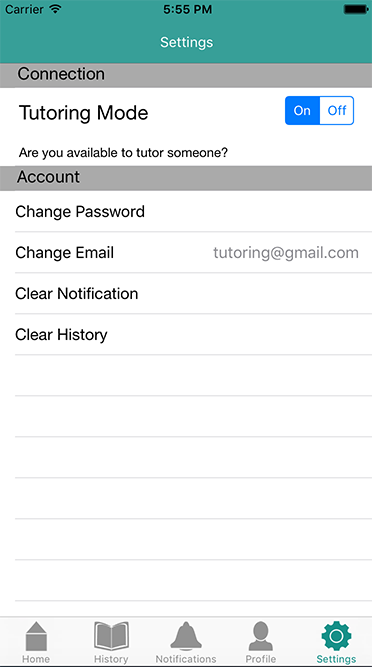 Carrier 5:55 PM
Settings
Connection
Tutoring Mode On Off
Are you available to tutor someone?
Account
Change Password
Change Email tutoring@gmail.com
Clear Notification
Clear History
Home History Notifications Profile Settings